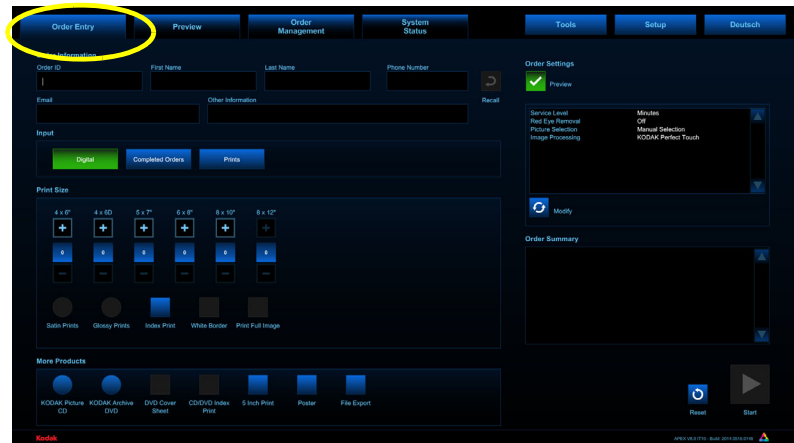 Order Entry
Preview
Order
Management
System
Status
Tools
Setup
Deutsch
Order Information
Order ID
First Name
Last Name
Phone Number
Recall
Email
Other Information
Input
Digital
Completed Orders
Prints
Print Size
4 x 6"
4 x 6D
5 x 7"
6 x 8"
8 x 10"
8 x 12"
0
0
0
0
0
0
Satin Prints
Glossy Prints
Index Print
White Border
Print Full Image
More Products
KODAK Picture
CD
KODAK Archive
DVD
DVD Cover
Sheet
CD/DVD Index
Print
5 Inch Print
Poster
File Export
Order Settings
Preview
Service Level Minutes
Red Eye Removal Off
Picture Selection Manual Selection
Image Processing KODAK Perfect Touch
Modify
Order Summary
Reset
Start
Kodak